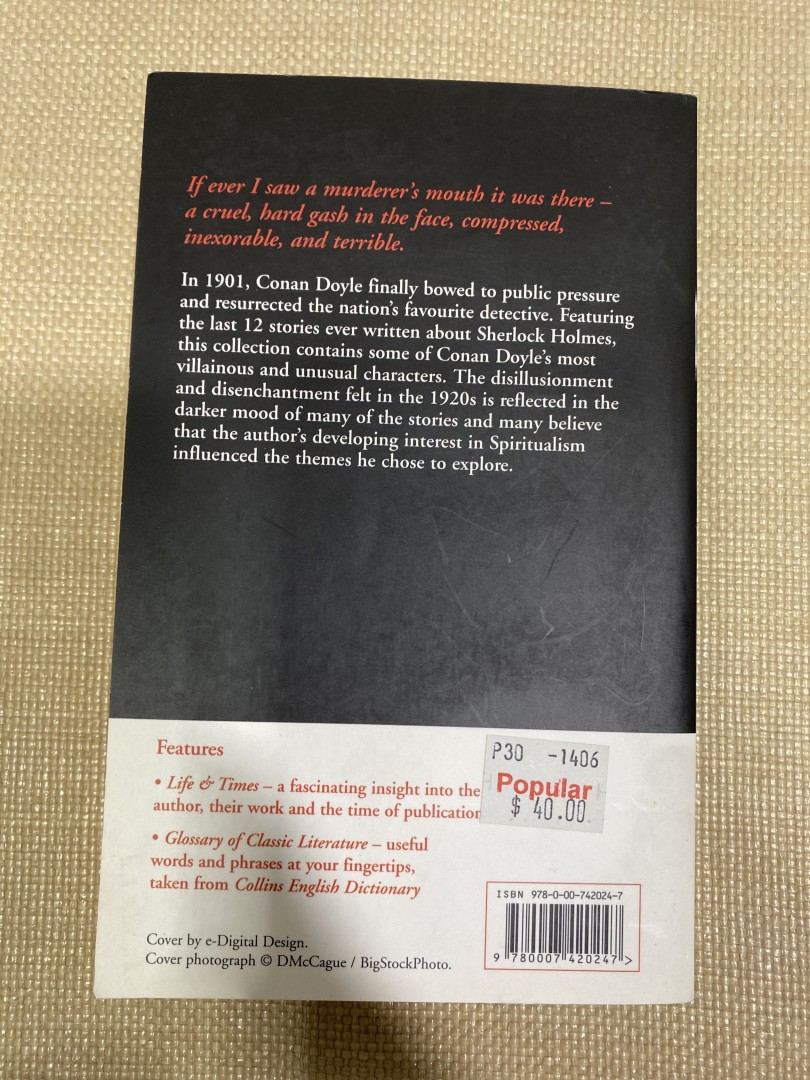 If ever I saw a murderer's mouth it was there –
a cruel, hard gash in the face, compressed,
inexorable, and terrible.
In 1901, Conan Doyle finally bowed to public pressure
and resurrected the nation's favourite detective. Featuring
the last 12 stories ever written about Sherlock Holmes,
this collection contains some of Conan Doyle's most
villainous and unusual characters. The disillusionment
and disenchantment felt in the 1920s is reflected in the
darker mood of many of the stories and many believe
that the author's developing interest in Spiritualism
influenced the themes he chose to explore.
Features
• Life & Times – a fascinating insight into the
author, their work and the time of publication
• Glossary of Classic Literature – useful
words and phrases at your fingertips,
taken from Collins English Dictionary
P30 -1406
Popular
$ 40.00
Cover by e-Digital Design.
Cover photograph © DMcCague / BigStockPhoto.
ISBN 978-0-00-742024-7
9 780007 420247 >